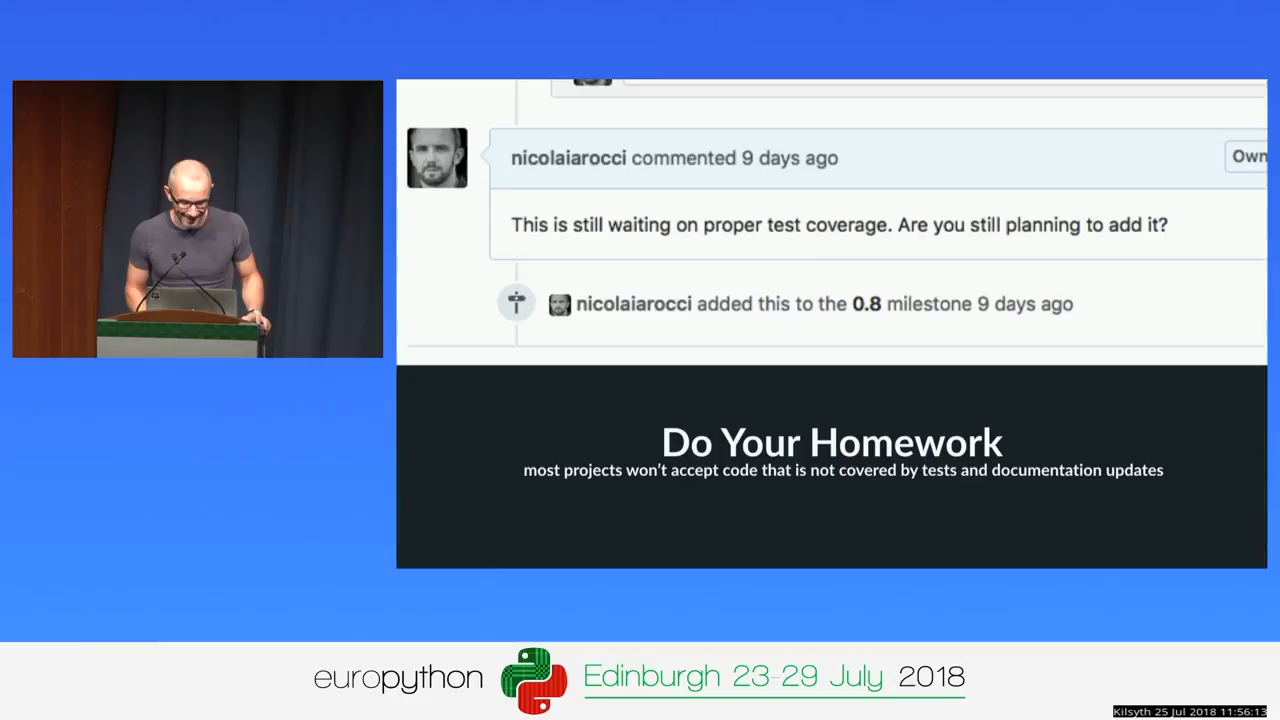 nicolaiarocci commented 9 days ago
Own
This is still waiting on proper test coverage. Are you still planning to add it?
nicolaiarocci added this to the 0.8 milestone 9 days ago
Do Your Homework
most projects won't accept code that is not covered by tests and documentation updates
europython Edinburgh 23-29 July 2018
Kilsyth 25 Jul 2018 11:56:13